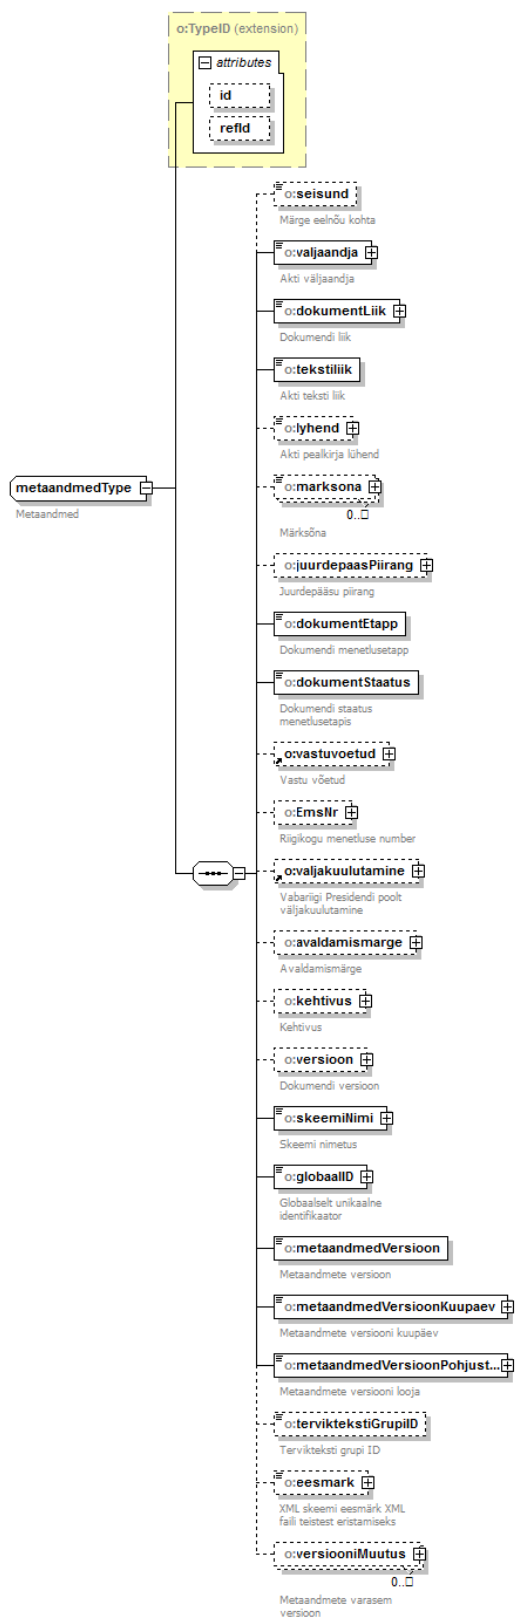 o:TypeID (extension)
attributes
id
refId
o:seisund
Märge eelnõu kohta
o:valjaandja
Akti väljaandja
o:dokumentLiik
Dokumendi liik
o:tekstiliik
Akti teksti liik
o:lyhend
Akti pealkirja lühend
o:marksona
0..
Märksõna
metaandmedType
Metaandmed
o:juurdepaasPiirang
Juurdepääsu piirang
o:dokumentEtapp
Dokumendi menetlusetapp
o:dokumentStaatus
Dokumendi staatus
menetlusetapis
o:vastuvoetud
Vastu võetud
o:EmsNr
Riigikogu menetluse number
o:valjakuulutamine
Vabariigi Presidendi poolt
väljakuulutamine
o:avaldamismarge
Avaldamismärge
o:kehtivus
Kehtivus
o:versioon
Dokumendi versioon
o:skeemiNimi
Skeemi nimetus
o:globaalID
Globaalselt unikaalne
identifikaator
o:metaandmedVersioon
Metaandmete versioon
o:metaandmedVersioonKuupaev
Metaandmete versiooni kuupäev
o:metaandmedVersioonPohjust...
Metaandmete versiooni looja
o:terviktekstiGrupiID
Tervikteksti grupi ID
o:eesmark
XML skeemi eesmärk XML
faili teistest eristamiseks
o:versiooniMuutus
0..
Metaandmete varasem
versioon